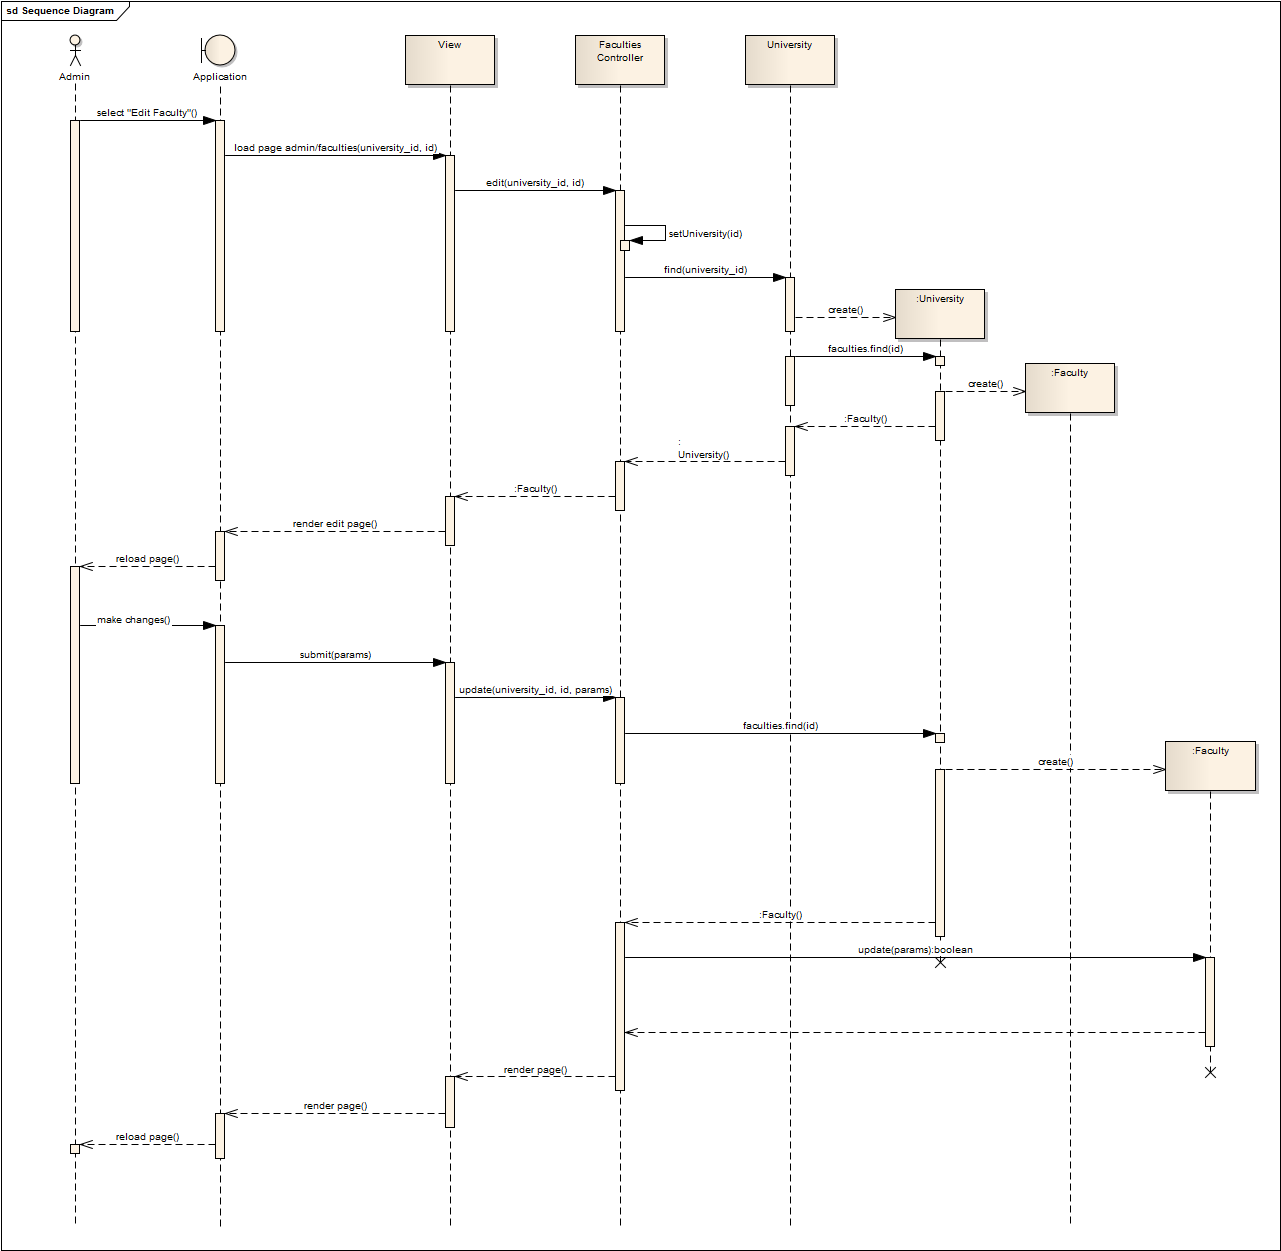 sd Sequence Diagram
Admin
Application
View
Faculties
Controller
University
select "Edit Faculty"()
load page admin/faculties(university_id, id)
edit(university_id, id)
setUniversity(id)
find(university_id)
:University
create()
faculties.find(id)
:Faculty
create()
:Faculty()
:
University()
:Faculty()
render edit page()
reload page()
make changes()
submit(params)
update(university_id, id, params)
faculties.find(id)
:Faculty
create()
:Faculty()
update(params):boolean
render page()
render page()
reload page()